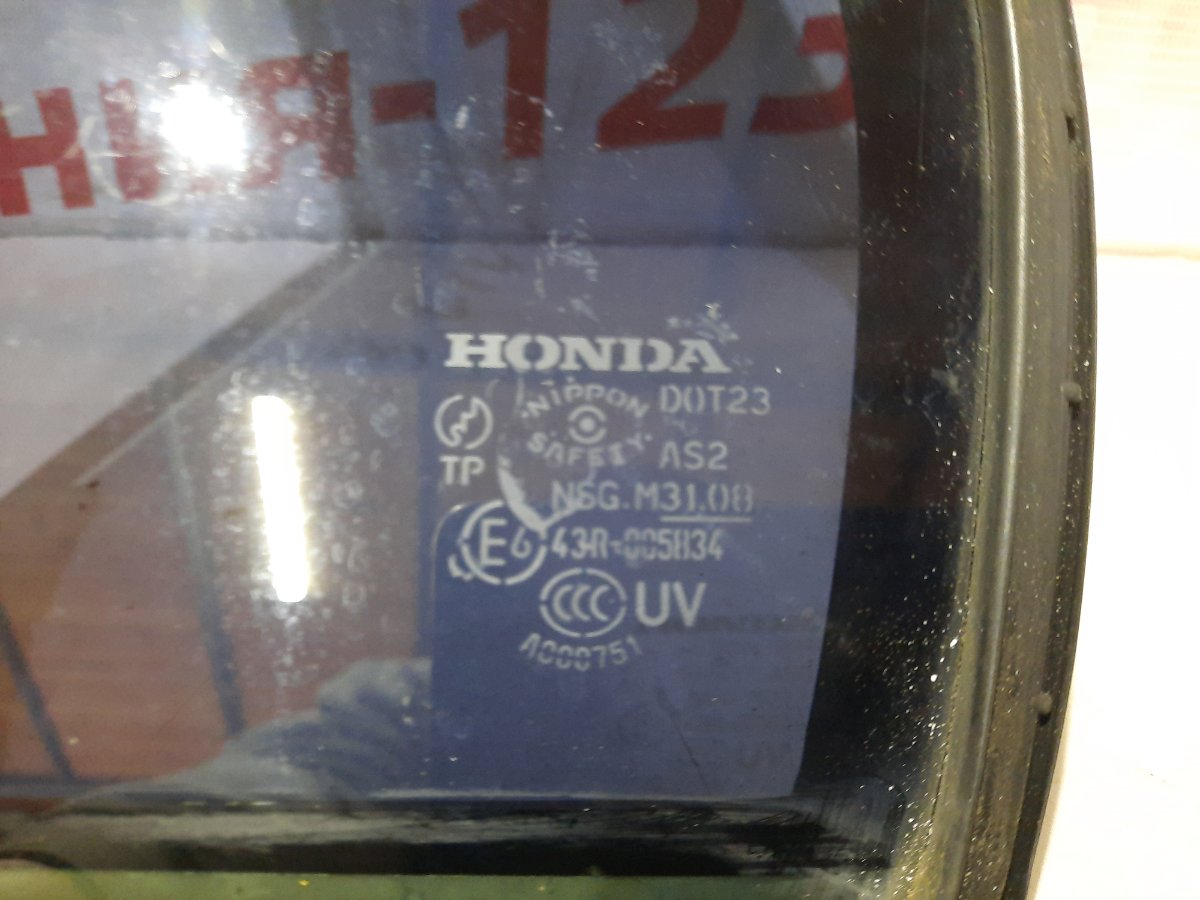 НИЯ-123
HONDA
NIPPON SAFETY
DOT23
TP
AS2
NSG.M31.08
E6 43R-005834
CCC UV
A000751